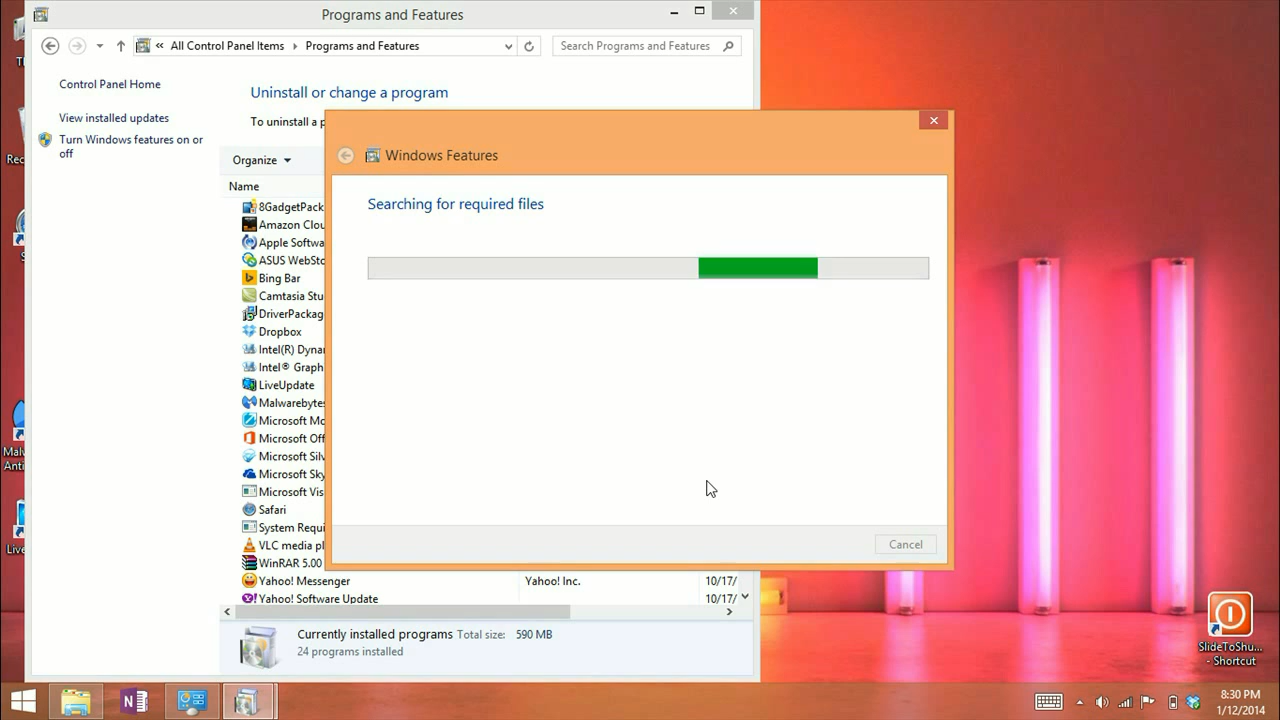 Programs and Features
All Control Panel Items
Programs and Features
Search Programs and Features
Control Panel Home
View installed updates
Turn Windows features on or
off
Uninstall or change a program
To uninstall a p
Organize
Name
8GadgetPack
Amazon Clou
Apple Softwa
ASUS WebSto
Bing Bar
Camtasia Stu
DriverPackag
Dropbox
Intel(R) Dynar
Intel® Graph
LiveUpdate
Malwarebytes
Microsoft Mo
Microsoft Off
Microsoft Silv
Microsoft Sky
Microsoft Vis
Safari
System Requi
VLC media pl
WinRAR 5.00
Yahoo! Messenger
Yahoo! Inc.
10/17/
Yahoo! Software Update
10/17/
Currently installed programs Total size: 590 MB
24 programs installed
Windows Features
Searching for required files
Cancel
Rec
Mal
Anti
Live
SlideToShu...
- Shortcut
8:30 PM
1/12/2014